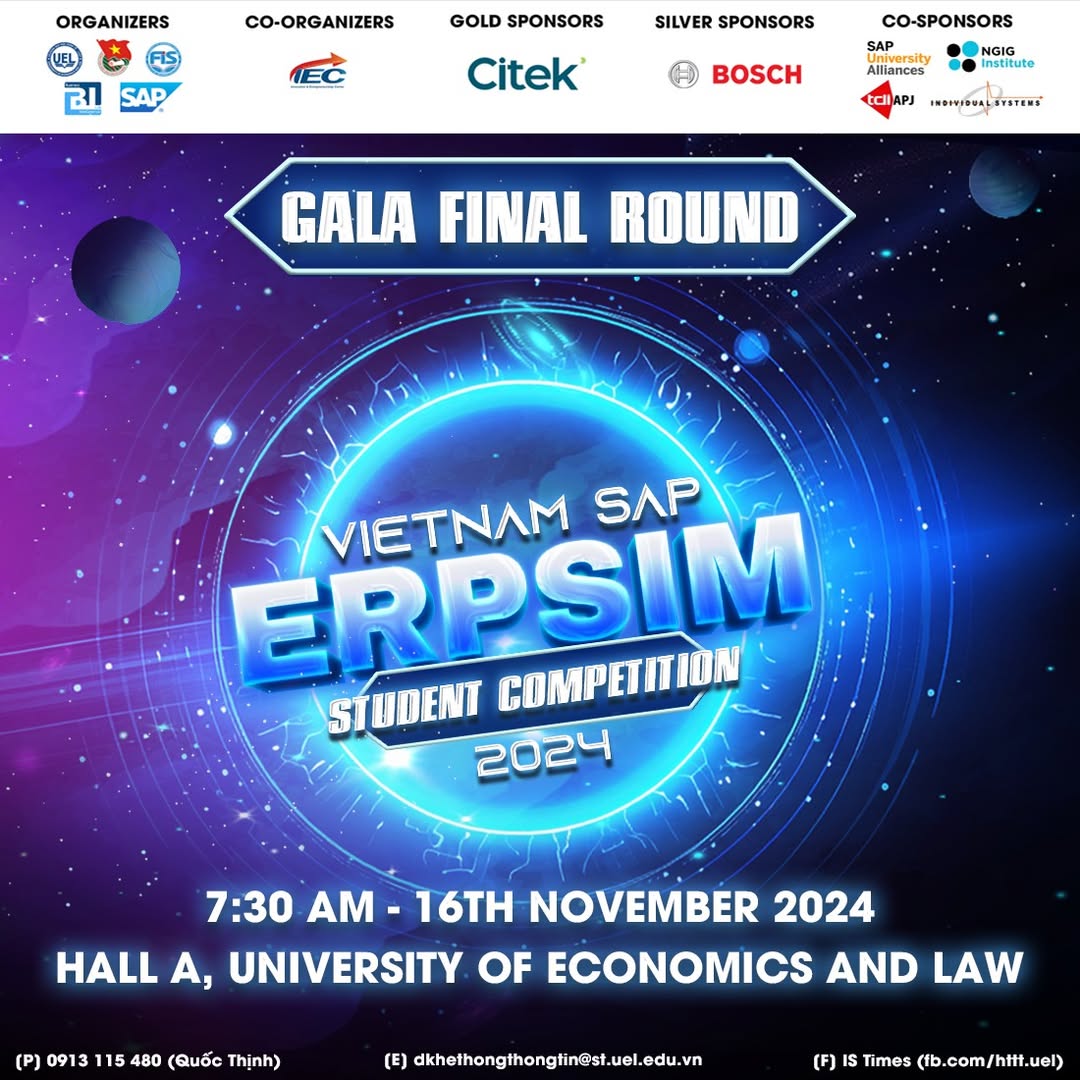 ORGANIZERS
UEL
FIS
BI
SAP
CO-ORGANIZERS
IEC
GOLD SPONSORS
Citek
SILVER SPONSORS
BOSCH
CO-SPONSORS
SAP
University
Alliances
NGIG
Institute
APJ
INDIVIDUAL SYSTEMS
GALA FINAL ROUND
VIETNAM SAP
ERPSIM
STUDENT COMPETITION
2024
7:30 AM - 16TH NOVEMBER 2024
HALL A, UNIVERSITY OF ECONOMICS AND LAW
(P) 0913 115 480 (Quốc Thịnh)
(E) dkhethongthongtin@st.uel.edu.vn
(F) IS Times (fb.com/httt.uel)